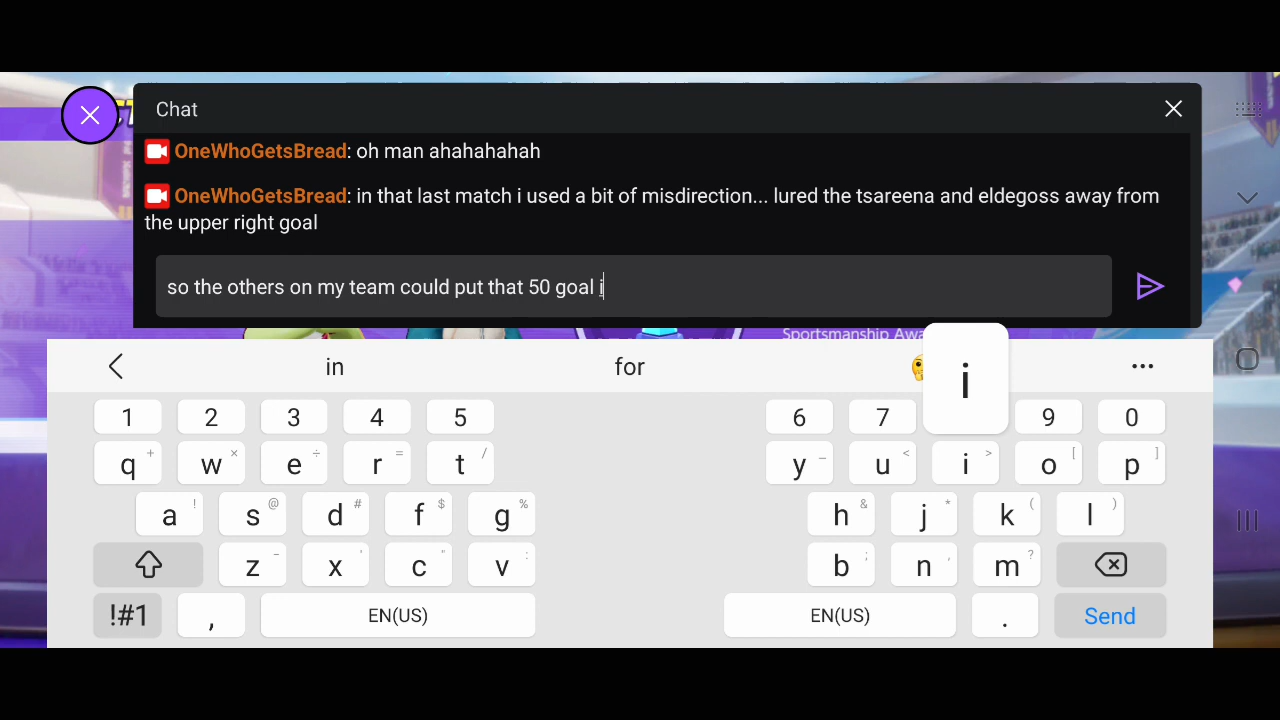 Chat
OneWhoGetsBread: oh man ahahahahah
OneWhoGetsBread: in that last match i used a bit of misdirection... lured the tsareena and eldegoss away from
the upper right goal
so the others on my team could put that 50 goal i
Sportsmanship Awa
in for
i
1 2 3 4 5 6 7 9 0
q + w × e ÷ r = t / y _ u < i > o [ p ]
a ! s @ d # f $ g % h & j * k ( l )
z - x ' c " v : b ; n , m ?
!#1 , EN(US) EN(US) . Send